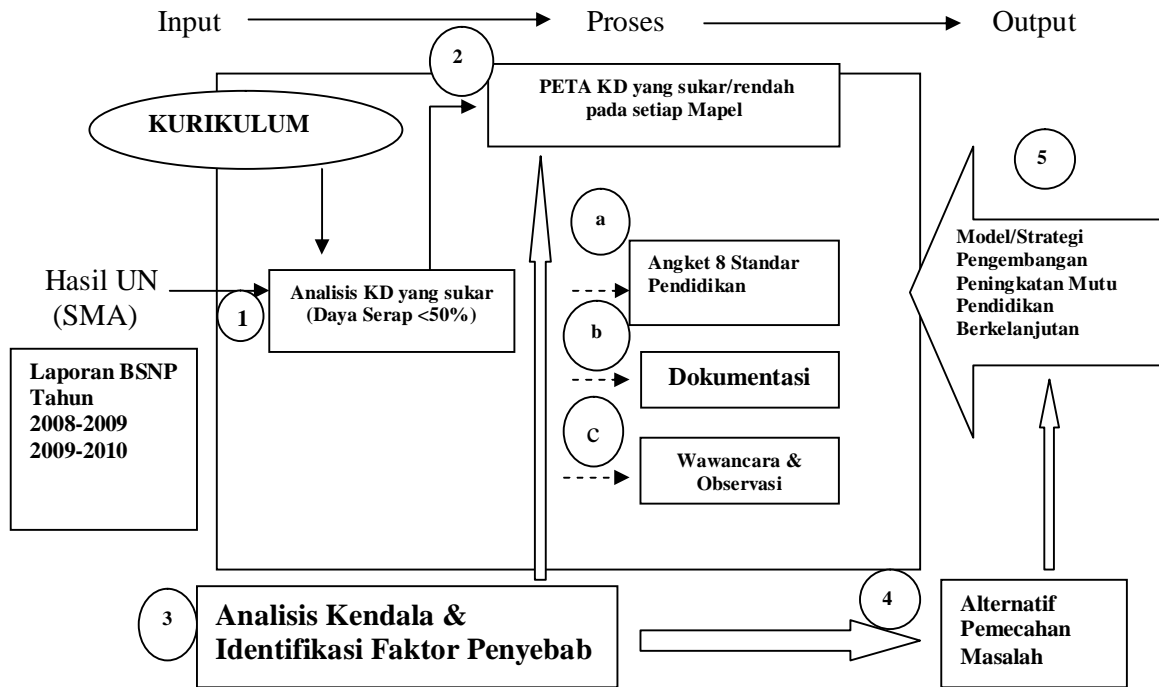 Input
Proses
Output
2
PETA KD yang sukar/rendah
pada setiap Mapel
KURIKULUM
5
a
Model/Strategi
Pengembangan
Peningkatan Mutu
Pendidikan
Berkelanjutan
Angket 8 Standar
Pendidikan
Hasil UN
(SMA)
1
Analisis KD yang sukar
(Daya Serap <50%)
b
Laporan BSNP
Tahun
2008-2009
2009-2010
Dokumentasi
c
Wawancara &
Observasi
3
Analisis Kendala &
Identifikasi Faktor Penyebab
4
Alternatif
Pemecahan
Masalah